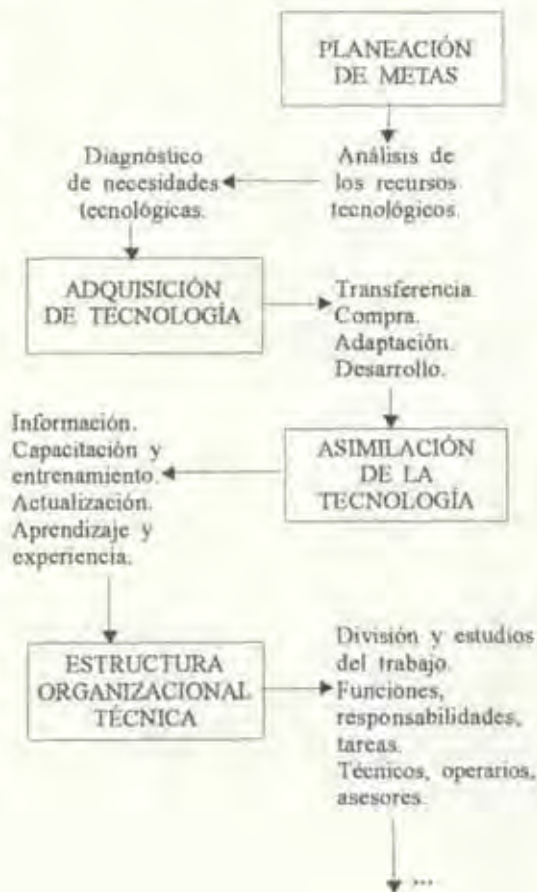 PLANEACIÓN
DE METAS
Análisis de
los recursos
tecnológicos.
Diagnóstico
de necesidades
tecnológicas.
ADQUISICIÓN
DE TECNOLOGÍA
Transferencia.
Compra.
Adaptación.
Desarrollo.
ASIMILACIÓN
DE LA
TECNOLOGÍA
Información.
Capacitación y
entrenamiento.
Actualización.
Aprendizaje y
experiencia.
ESTRUCTURA
ORGANIZACIONAL
TÉCNICA
División y estudios
del trabajo.
Funciones,
responsabilidades,
tareas.
Técnicos, operarios,
asesores.
...